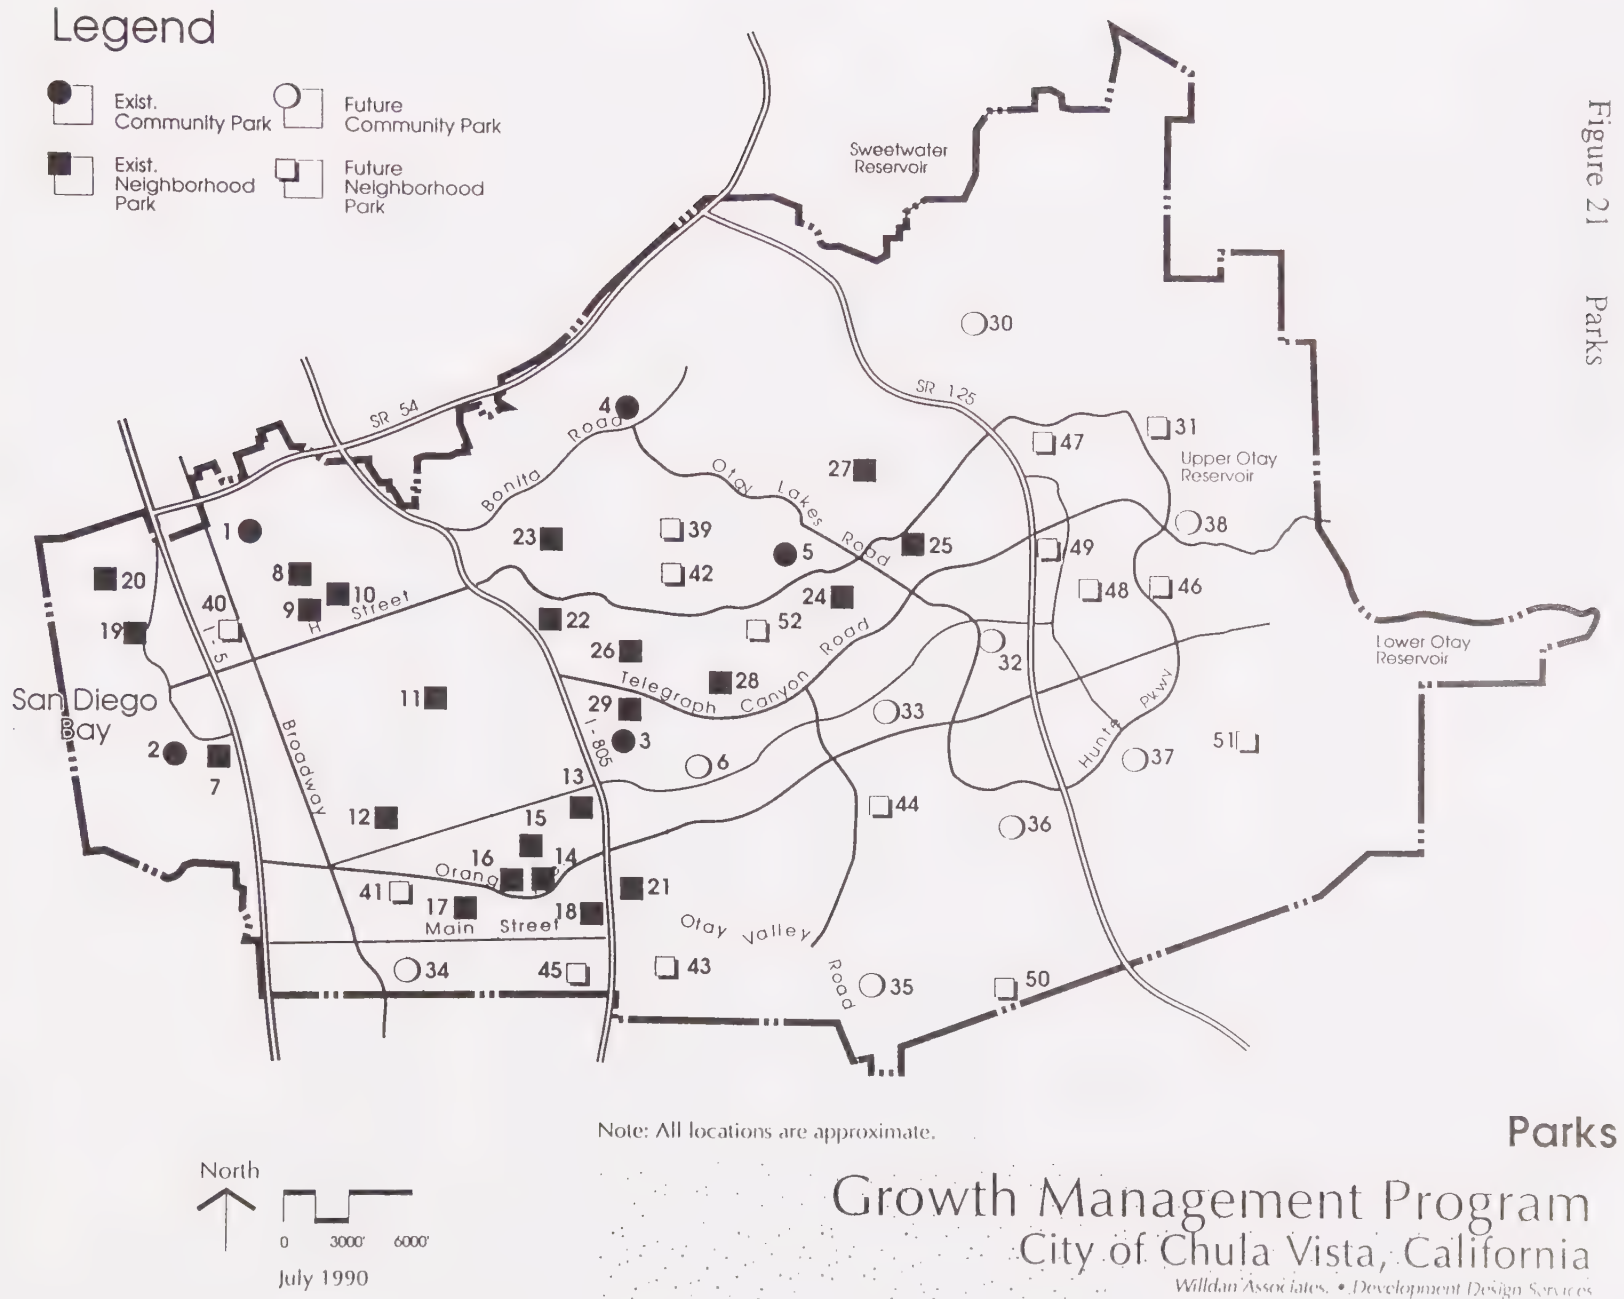 Legend
Exist.
Community Park
Future
Community Park
Exist.
Neighborhood
Park
Future
Neighborhood
Park
Figure 21 Parks
Sweetwater
Reservoir
30
SR 54
SR 125
4
Bonita Road
Otay Lakes Road
27
47
31
Upper Otay
Reservoir
38
1
23
39
5
25
49
20
8
10
42
9
H Street
24
48
46
40
19
I-5
22
52
26
32
Lower Otay
Reservoir
San Diego
Bay
11
28
Telegraph Canyon Road
29
33
Hunte Pkwy
2
7
Broadway
I-805
3
6
51
37
13
12
15
44
36
16
14
Orang
41
21
17
18
Main Street
Otay Valley
Road
34
45
43
35
50
Note: All locations are approximate.
Parks
North
0 3000' 6000'
July 1990
Growth Management Program
City of Chula Vista, California
Willdan Associates. • Development Design Services